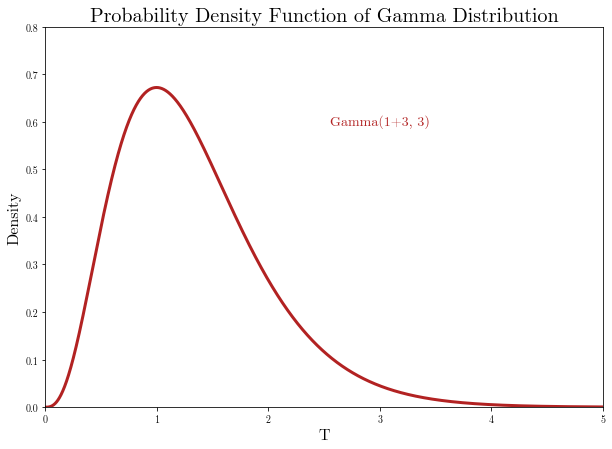 Probability Density Function of Gamma Distribution
0.8
0.7
0.6
0.5
0.4
0.3
0.2
0.1
0.0
Density
Gamma(1+3, 3)
0 1 2 3 4 5
T